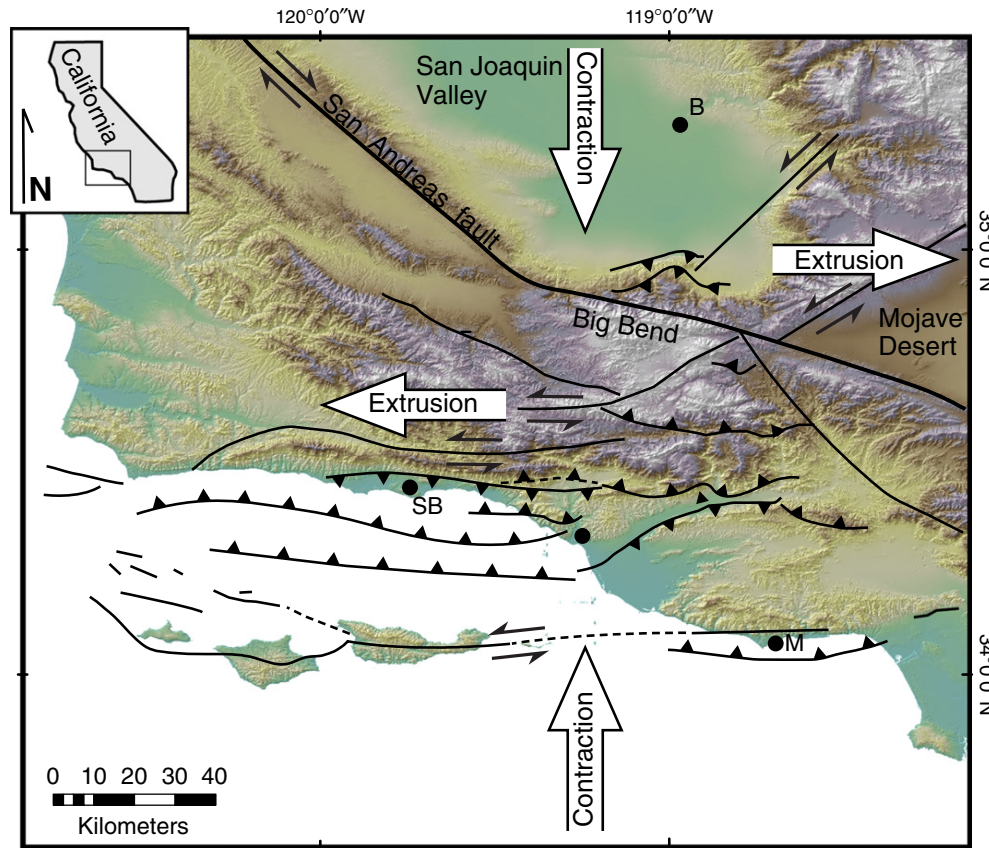 120°0′0″W
119°0′0″W
California
N
San Joaquin
Valley
Contraction
B
San Andreas fault
35°0′0″N
Extrusion
Big Bend
Mojave
Desert
Extrusion
SB
M
34°0′0″N
Contraction
0 10 20 30 40
Kilometers